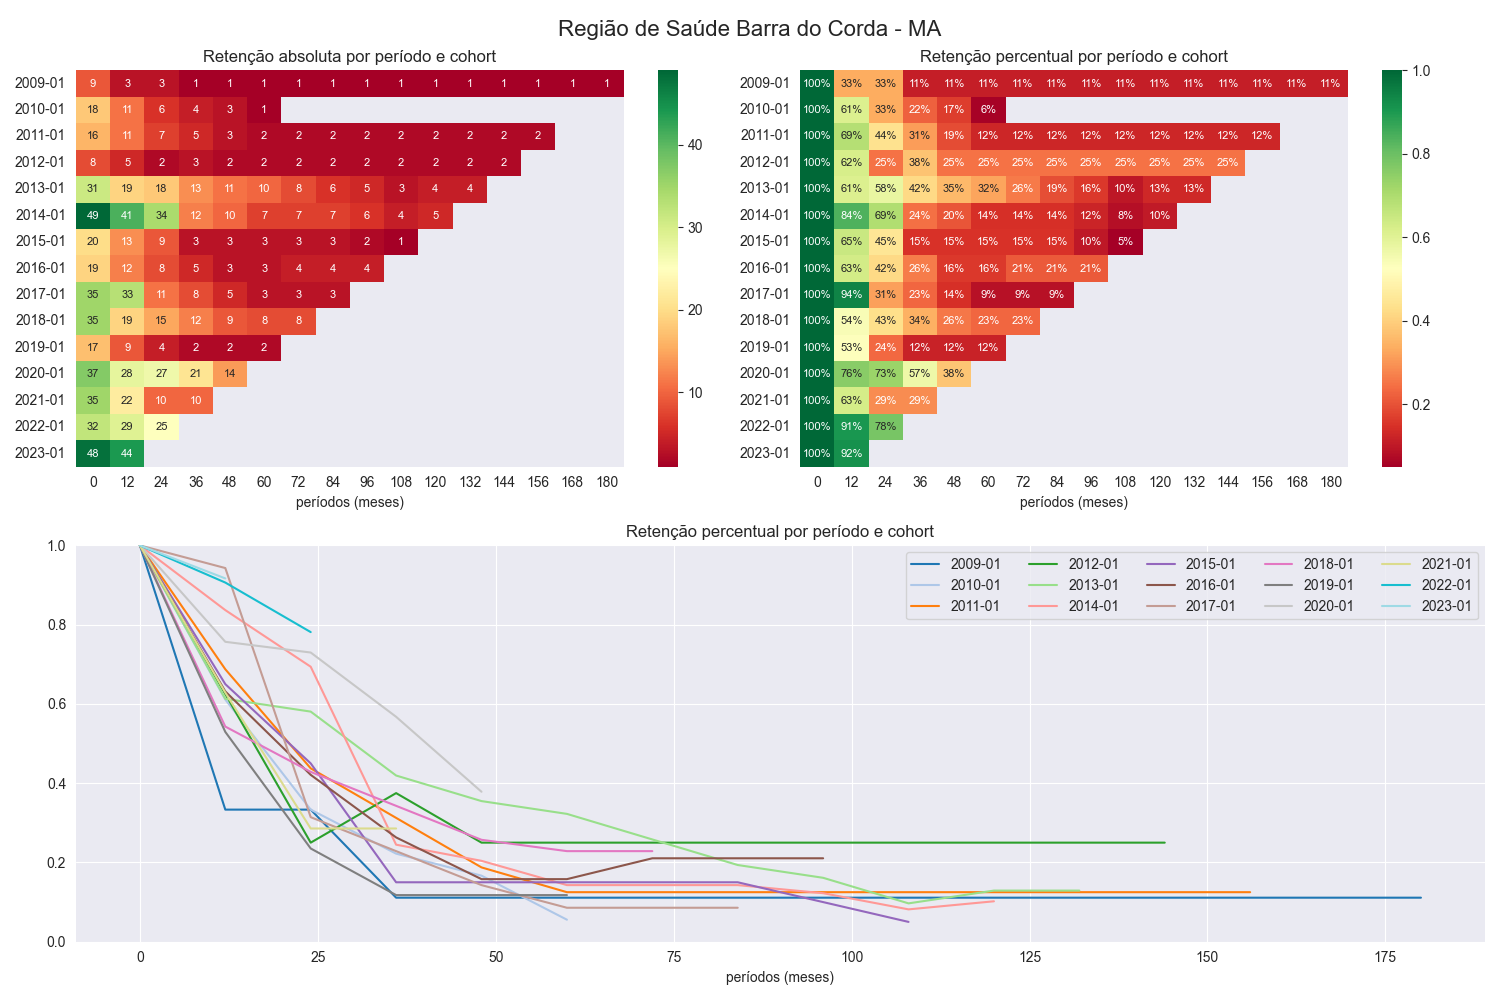 Região de Saúde Barra do Corda - MA
Retenção absoluta por período e cohort
2009-01 9 3 3 1 1 1 1 1 1 1 1 1 1 1 1 1
2010-01 18 11 6 4 3 1
2011-01 16 11 7 5 3 2 2 2 2 2 2 2 2 2
2012-01 8 5 2 3 2 2 2 2 2 2 2 2 2
2013-01 31 19 18 13 11 10 8 6 5 3 4 4
2014-01 49 41 34 12 10 7 7 7 6 4 5
2015-01 20 13 9 3 3 3 3 3 2 1
2016-01 19 12 8 5 3 3 4 4 4
2017-01 35 33 11 8 5 3 3 3
2018-01 35 19 15 12 9 8 8
2019-01 17 9 4 2 2 2
2020-01 37 28 27 21 14
2021-01 35 22 10 10
2022-01 32 29 25
2023-01 48 44
0 12 24 36 48 60 72 84 96 108 120 132 144 156 168 180
períodos (meses)
40
30
20
10
Retenção percentual por período e cohort
2009-01 100% 33% 33% 11% 11% 11% 11% 11% 11% 11% 11% 11% 11% 11% 11% 11%
2010-01 100% 61% 33% 22% 17% 6%
2011-01 100% 69% 44% 31% 19% 12% 12% 12% 12% 12% 12% 12% 12% 12%
2012-01 100% 62% 25% 38% 25% 25% 25% 25% 25% 25% 25% 25% 25%
2013-01 100% 61% 58% 42% 35% 32% 26% 19% 16% 10% 13% 13%
2014-01 100% 84% 69% 24% 20% 14% 14% 14% 12% 8% 10%
2015-01 100% 65% 45% 15% 15% 15% 15% 15% 10% 5%
2016-01 100% 63% 42% 26% 16% 16% 21% 21% 21%
2017-01 100% 94% 31% 23% 14% 9% 9% 9%
2018-01 100% 54% 43% 34% 26% 23% 23%
2019-01 100% 53% 24% 12% 12% 12%
2020-01 100% 76% 73% 57% 38%
2021-01 100% 63% 29% 29%
2022-01 100% 91% 78%
2023-01 100% 92%
0 12 24 36 48 60 72 84 96 108 120 132 144 156 168 180
períodos (meses)
1.0
0.8
0.6
0.4
0.2
Retenção percentual por período e cohort
1.0
0.8
0.6
0.4
0.2
0.0
2009-01 2012-01 2015-01 2018-01 2021-01
2010-01 2013-01 2016-01 2019-01 2022-01
2011-01 2014-01 2017-01 2020-01 2023-01
0 25 50 75 100 125 150 175
períodos (meses)